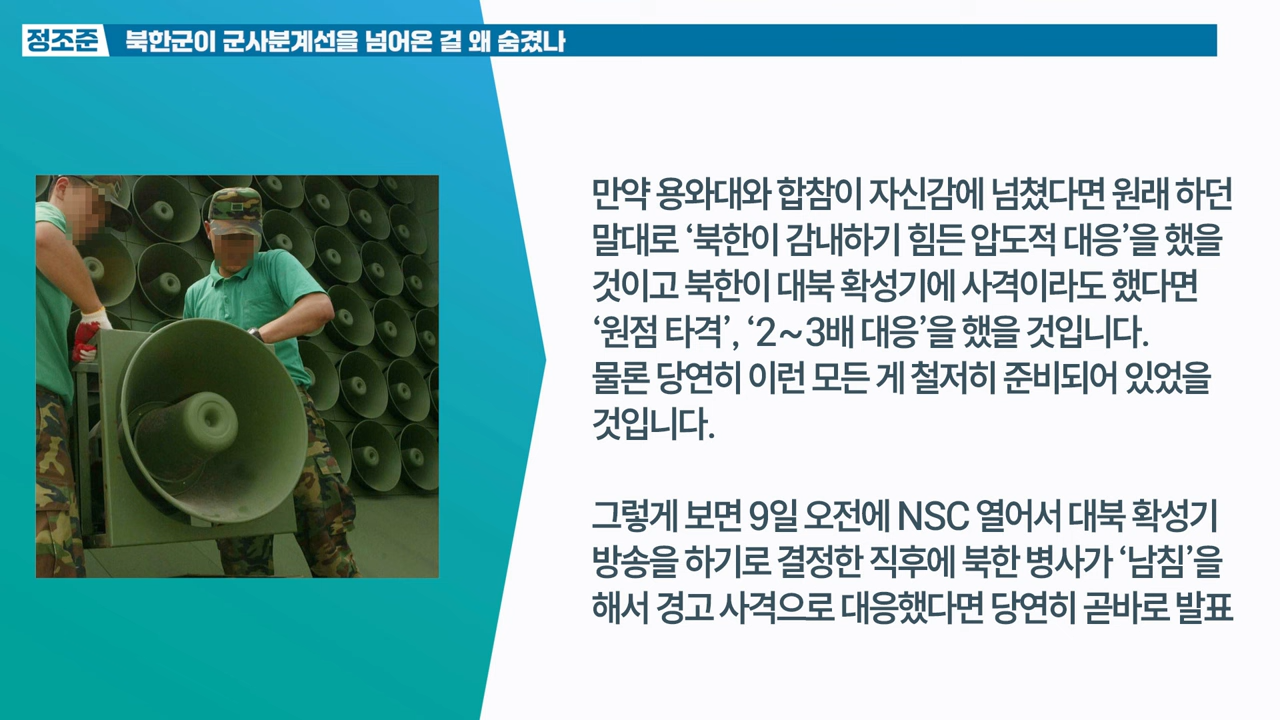 정조준 북한군이 군사분계선을 넘어온 걸 왜 숨겼나
만약 용와대와 합참이 자신감에 넘쳤다면 원래 하던
말대로 ‘북한이 감내하기 힘든 압도적 대응’을 했을
것이고 북한이 대북 확성기에 사격이라도 했다면
‘원점 타격’, ‘2~3배 대응’을 했을 것입니다.
물론 당연히 이런 모든 게 철저히 준비되어 있었을
것입니다.
그렇게 보면 9일 오전에 NSC 열어서 대북 확성기
방송을 하기로 결정한 직후에 북한 병사가 ‘남침’을
해서 경고 사격으로 대응했다면 당연히 곧바로 발표